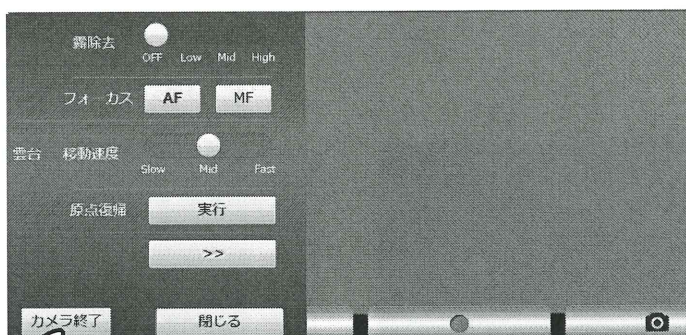 霧除去
OFF Low Mid High
フォーカス AF MF
雲台 移動速度
Slow Mid Fast
原点復帰 実行
>>
カメラ終了 閉じる